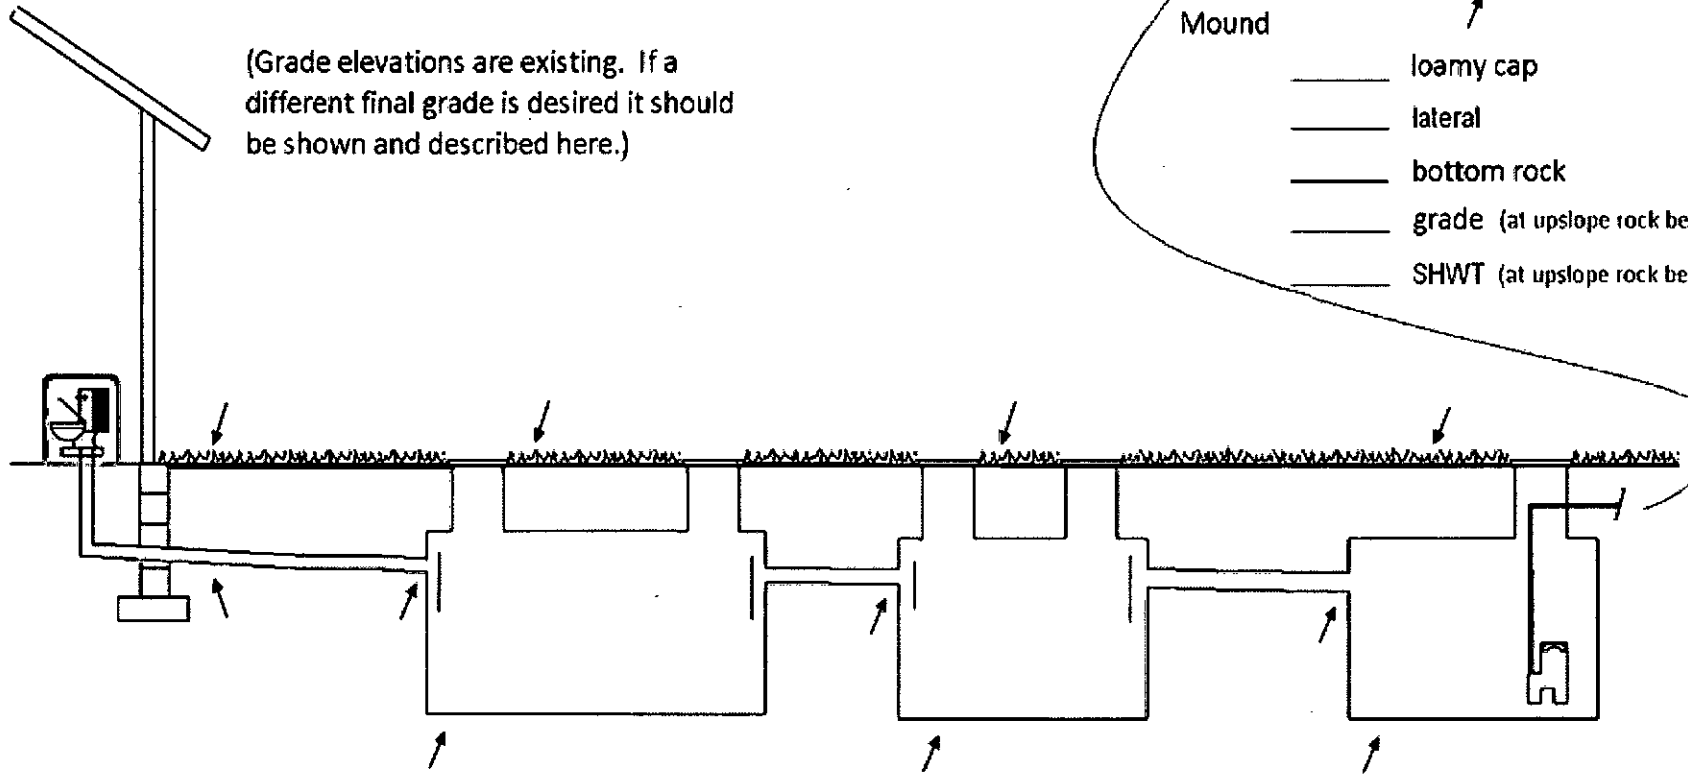 (Grade elevations are existing. If a
different final grade is desired it should
be shown and described here.)
Mound
loamy cap
lateral
bottom rock
grade (at upslope rock be
SHWT (at upslope rock be